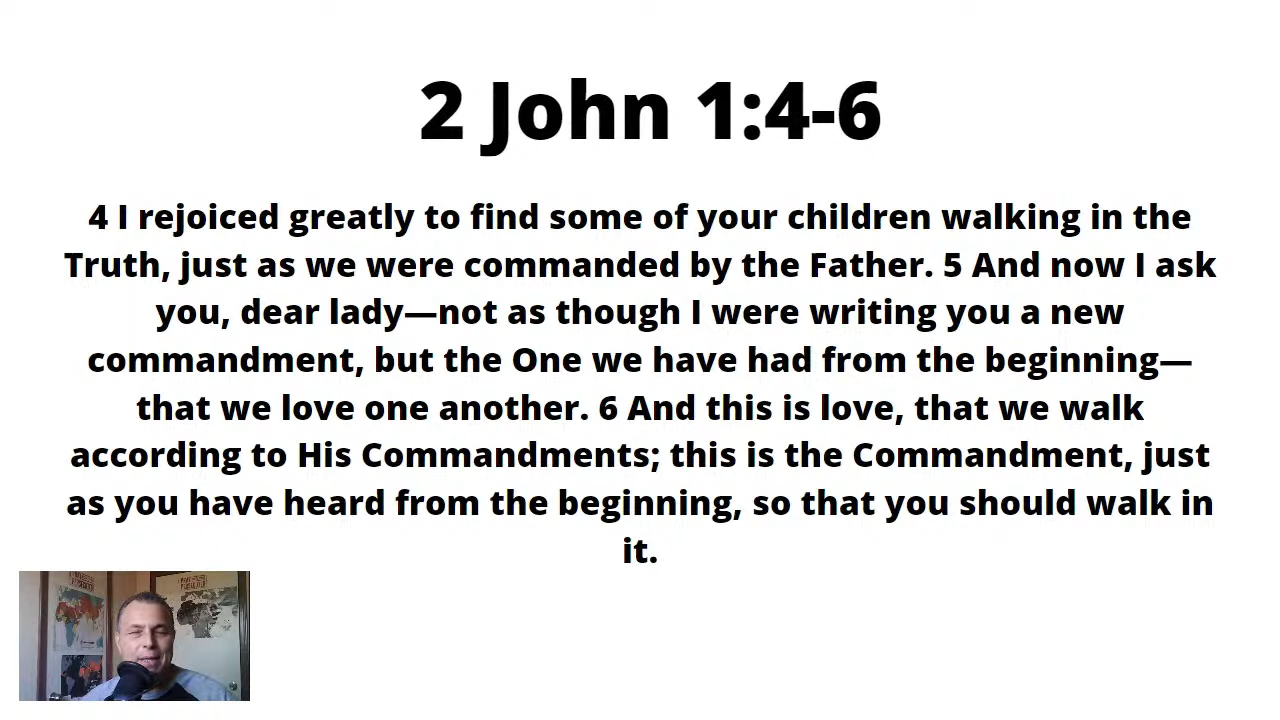 2 John 1:4-6
4 I rejoiced greatly to find some of your children walking in the
Truth, just as we were commanded by the Father. 5 And now I ask
you, dear lady—not as though I were writing you a new
commandment, but the One we have had from the beginning—
that we love one another. 6 And this is love, that we walk
according to His Commandments; this is the Commandment, just
as you have heard from the beginning, so that you should walk in
it.